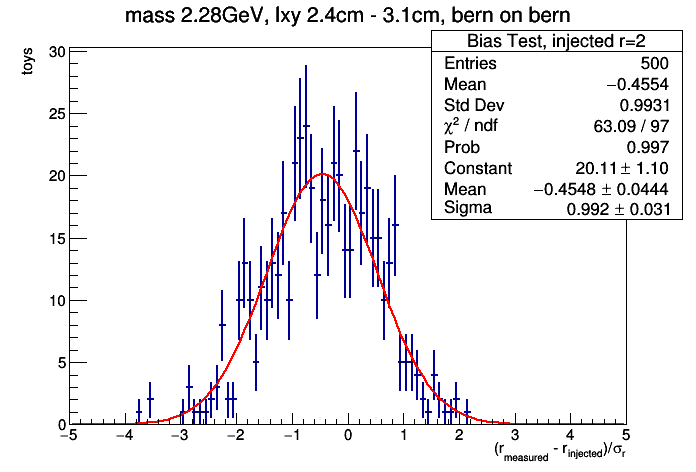 mass 2.28GeV, lxy 2.4cm - 3.1cm, bern on bern
Bias Test, injected r=2
Entries 500
Mean −0.4554
Std Dev 0.9931
χ² / ndf 63.09 / 97
Prob 0.997
Constant 20.11 ± 1.10
Mean −0.4548 ± 0.0444
Sigma 0.992 ± 0.031
toys
30
25
20
15
10
5
0
−5 −4 −3 −2 −1 0 1 2 3 4 5
(r_measured - r_injected)/σ_r